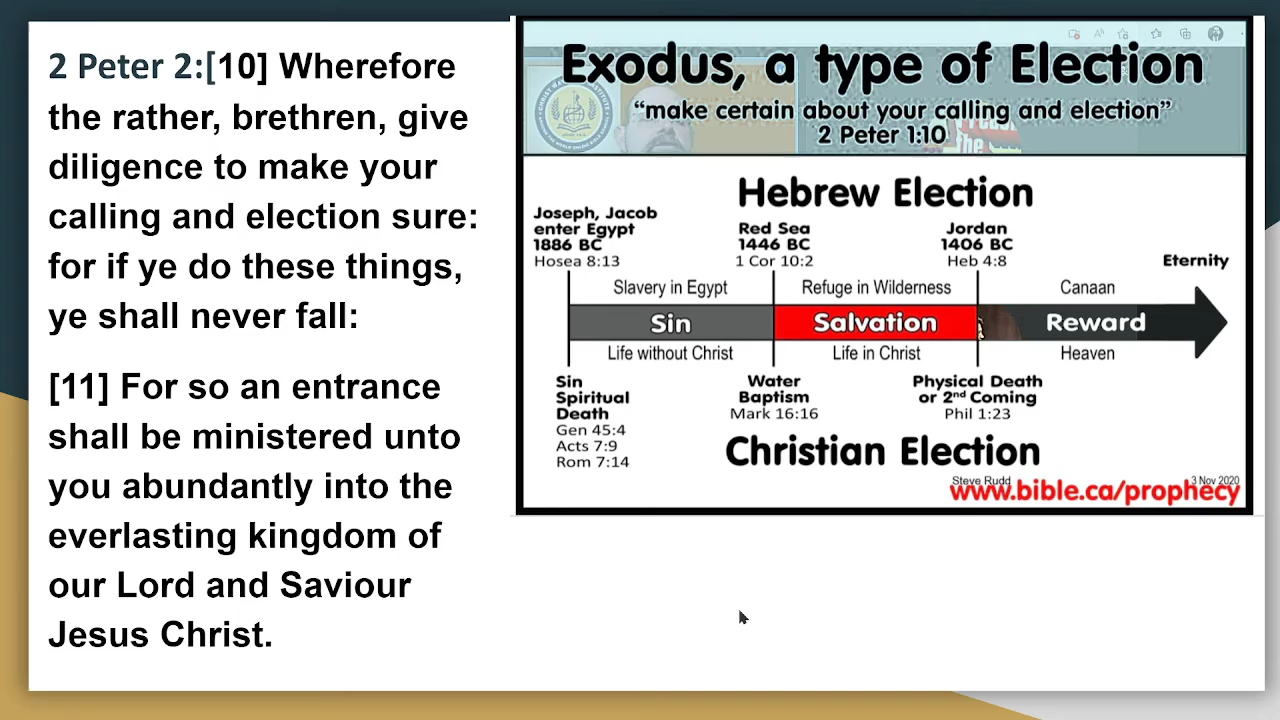 2 Peter 2:[10] Wherefore
the rather, brethren, give
diligence to make your
calling and election sure:
for if ye do these things,
ye shall never fall:
[11] For so an entrance
shall be ministered unto
you abundantly into the
everlasting kingdom of
our Lord and Saviour
Jesus Christ.
Exodus, a type of Election
“make certain about your calling and election”
2 Peter 1:10
Hebrew Election
Joseph, Jacob
enter Egypt
1886 BC
Hosea 8:13
Red Sea
1446 BC
1 Cor 10:2
Jordan
1406 BC
Heb 4:8
Eternity
Slavery in Egypt
Refuge in Wilderness
Canaan
Sin
Salvation
Reward
Life without Christ
Life in Christ
Heaven
Sin
Spiritual
Death
Gen 45:4
Acts 7:9
Rom 7:14
Water
Baptism
Mark 16:16
Physical Death
or 2nd Coming
Phil 1:23
Christian Election
Steve Rudd
3 Nov 2020
www.bible.ca/prophecy